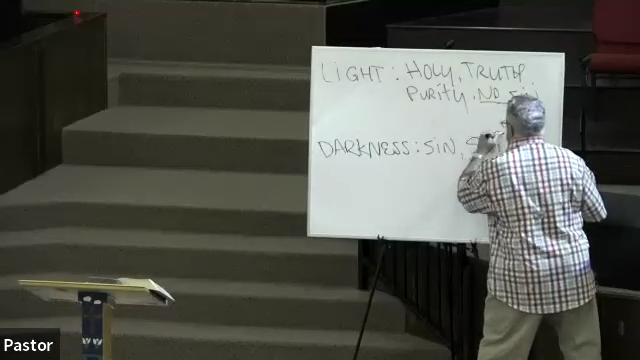 LIGHT: HOLY, TRUTH,
PURITY, NO SIN
DARKNESS: SIN, S
Pastor